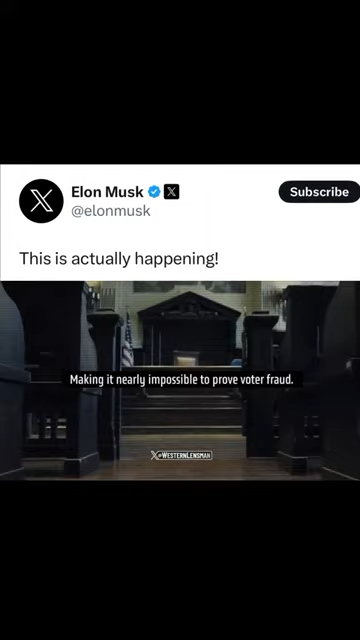 Elon Musk
@elonmusk
Subscribe
This is actually happening!
Making it nearly impossible to prove voter fraud.
X@WESTERNLENSMAN